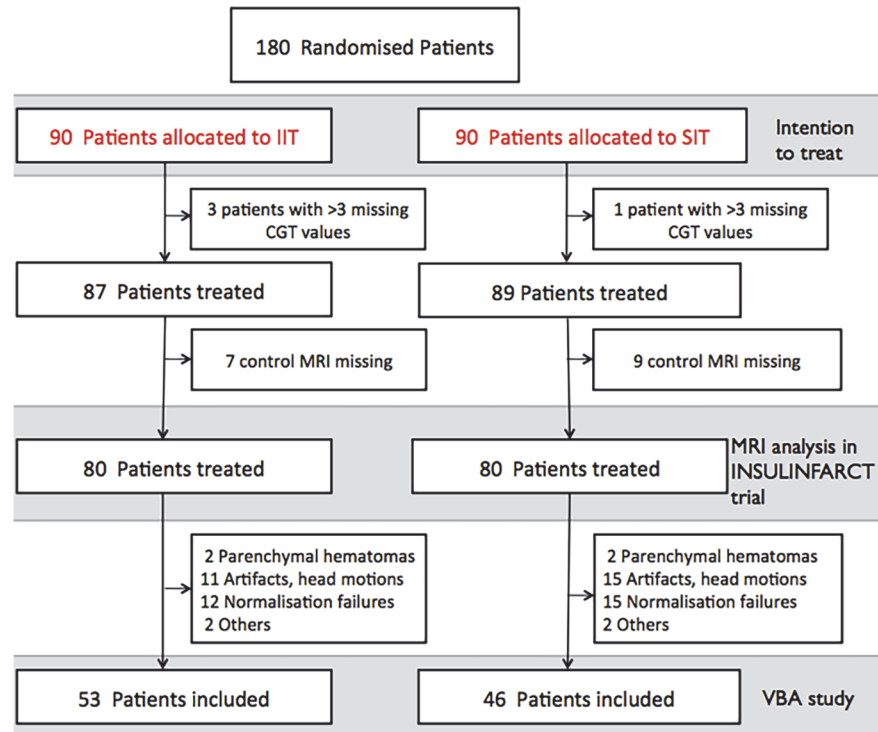 180 Randomised Patients
90 Patients allocated to IIT
90 Patients allocated to SIT
Intention
to treat
3 patients with >3 missing
CGT values
1 patient with >3 missing
CGT values
87 Patients treated
89 Patients treated
7 control MRI missing
9 control MRI missing
80 Patients treated
80 Patients treated
MRI analysis in
INSULINFARCT
trial
2 Parenchymal hematomas
11 Artifacts, head motions
12 Normalisation failures
2 Others
2 Parenchymal hematomas
15 Artifacts, head motions
15 Normalisation failures
2 Others
53 Patients included
46 Patients included
VBA study